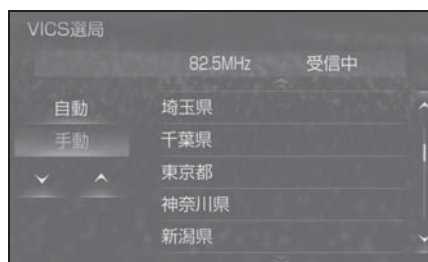 VICS選局
82.5MHz 受信中
自動
手動
埼玉県
千葉県
東京都
神奈川県
新潟県